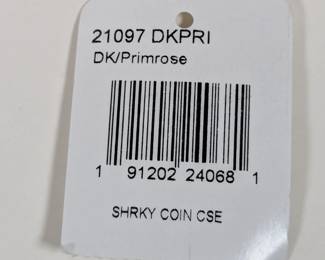 21097 DKPRI
DK/Primrose
1 91202 24068 1
SHRKY COIN CSE